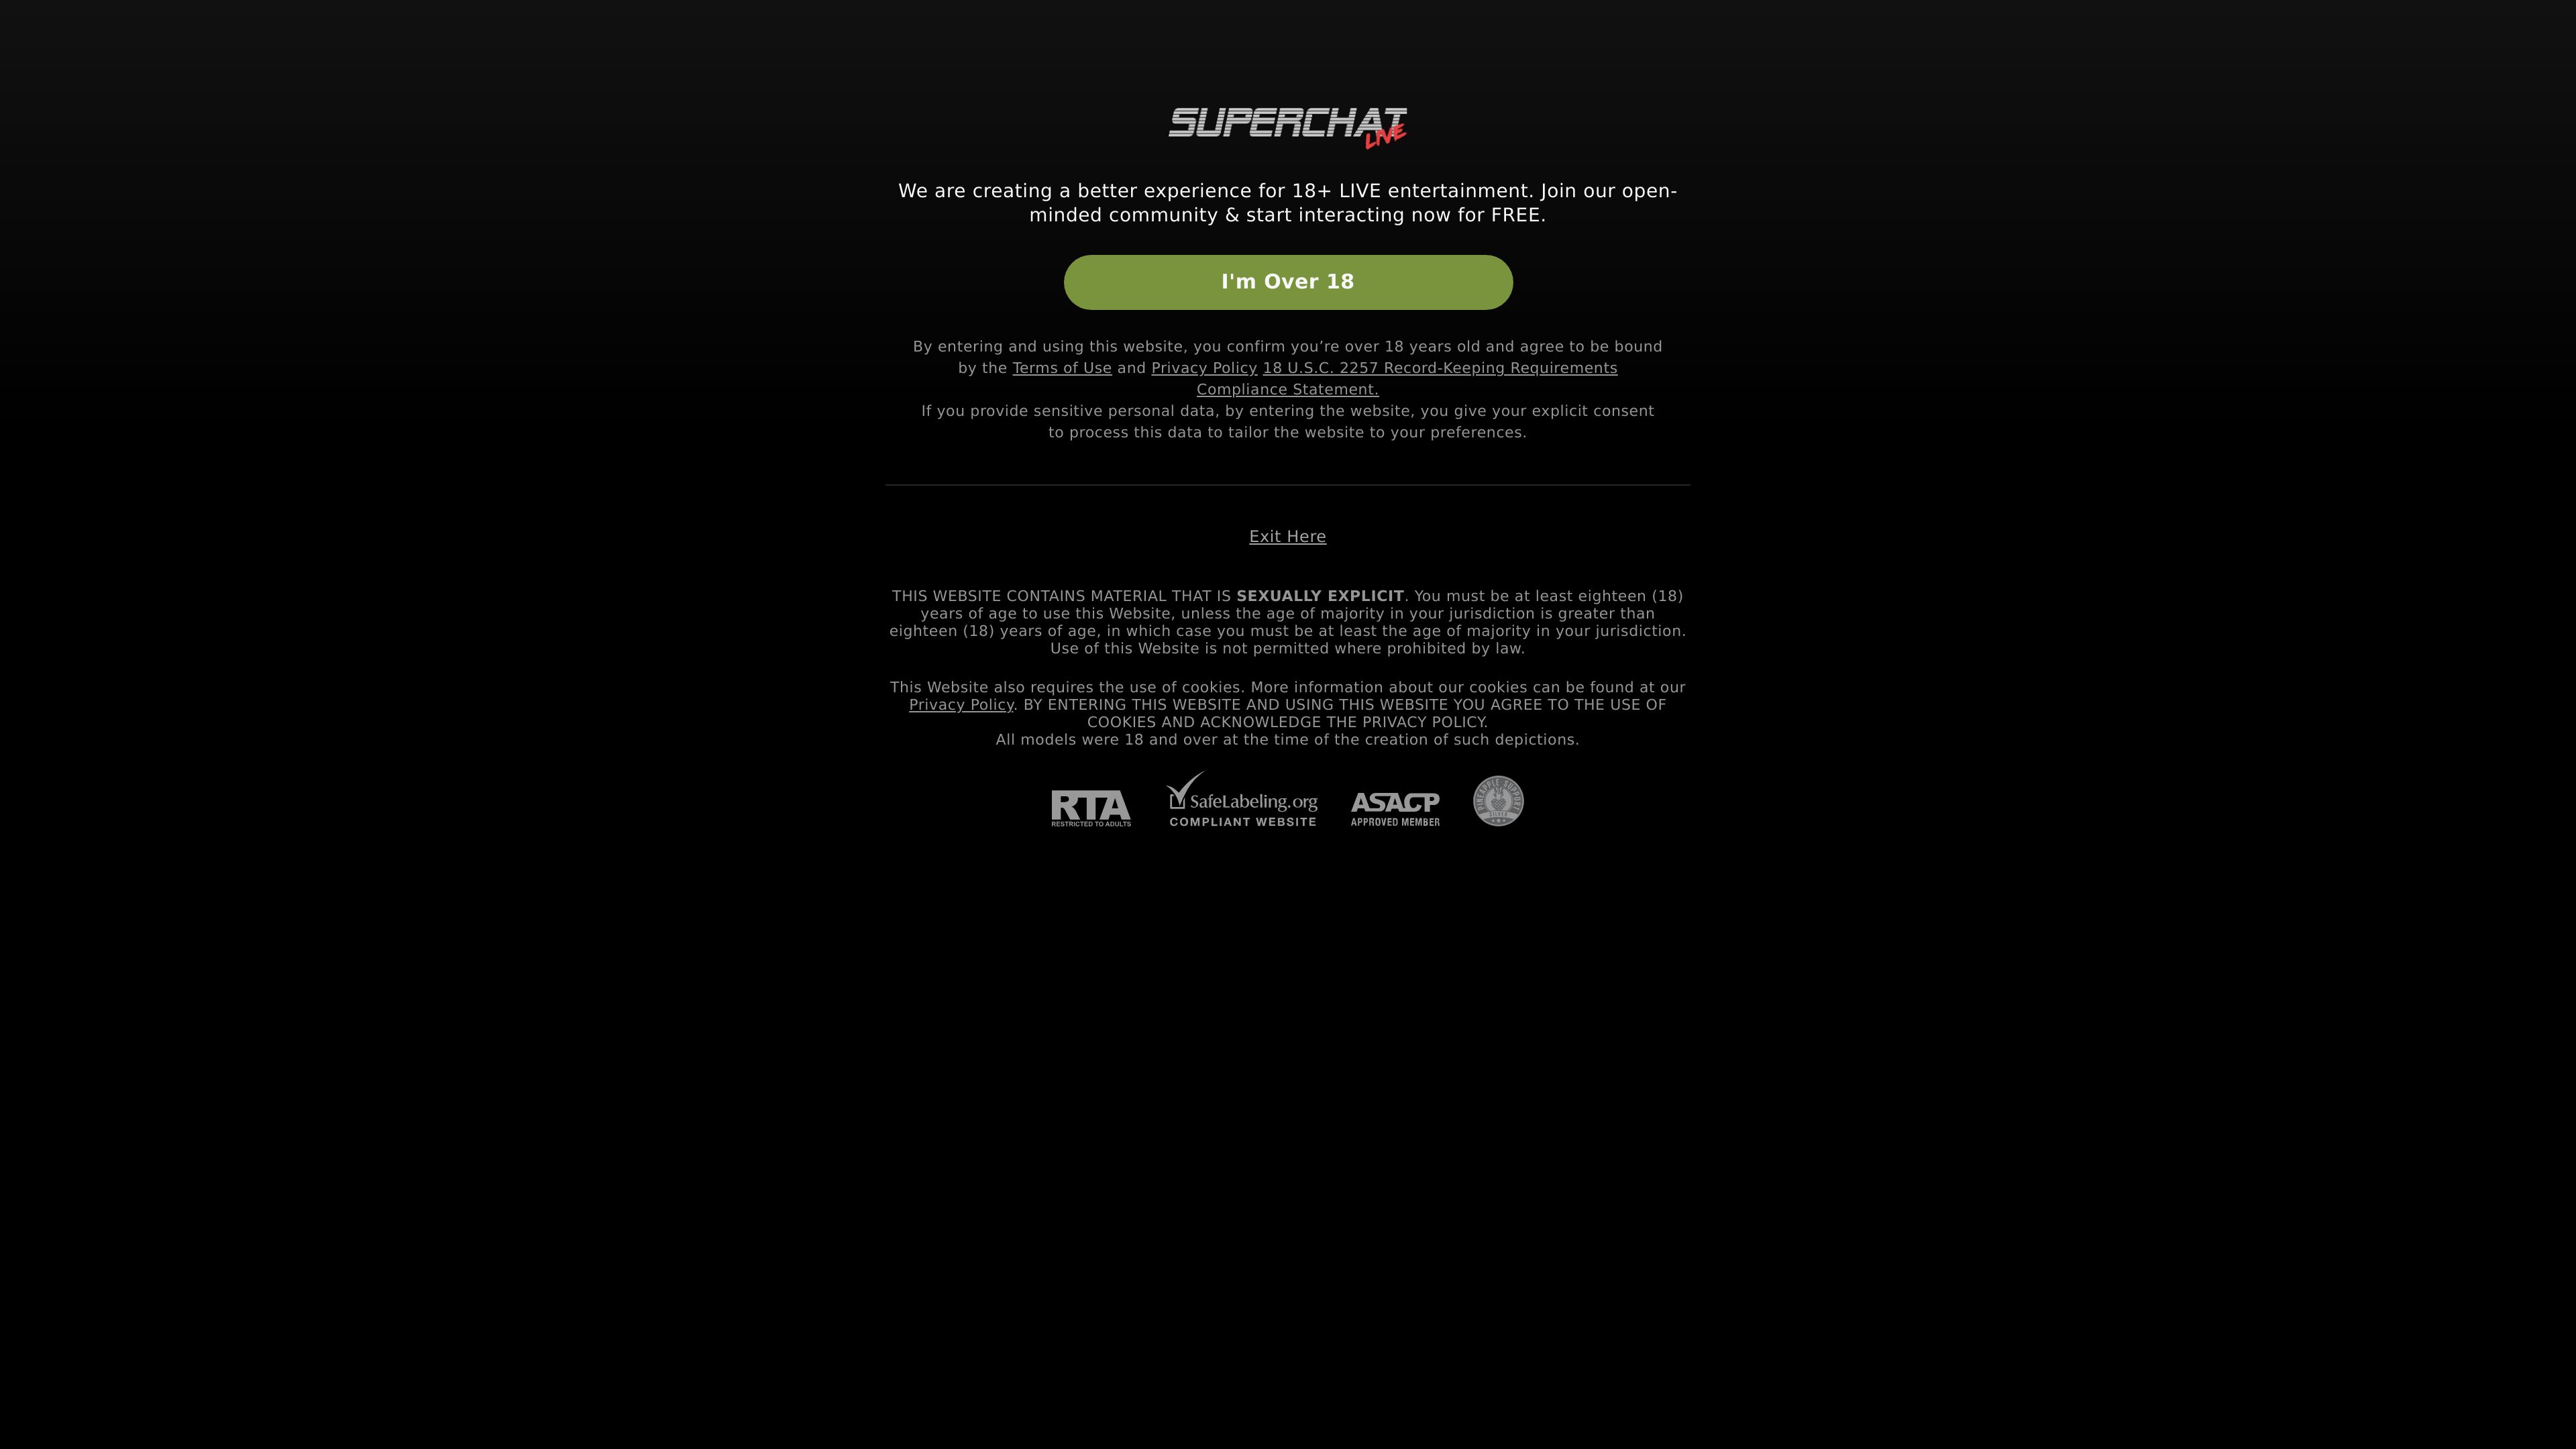 SUPERCHAT
LIVE
We are creating a better experience for 18+ LIVE entertainment. Join our open-
minded community & start interacting now for FREE.
I'm Over 18
By entering and using this website, you confirm you’re over 18 years old and agree to be bound
by the Terms of Use and Privacy Policy 18 U.S.C. 2257 Record-Keeping Requirements
Compliance Statement.
If you provide sensitive personal data, by entering the website, you give your explicit consent
to process this data to tailor the website to your preferences.
Exit Here
THIS WEBSITE CONTAINS MATERIAL THAT IS SEXUALLY EXPLICIT. You must be at least eighteen (18)
years of age to use this Website, unless the age of majority in your jurisdiction is greater than
eighteen (18) years of age, in which case you must be at least the age of majority in your jurisdiction.
Use of this Website is not permitted where prohibited by law.
This Website also requires the use of cookies. More information about our cookies can be found at our
Privacy Policy. BY ENTERING THIS WEBSITE AND USING THIS WEBSITE YOU AGREE TO THE USE OF
COOKIES AND ACKNOWLEDGE THE PRIVACY POLICY.
All models were 18 and over at the time of the creation of such depictions.
RTA
RESTRICTED TO ADULTS
SafeLabeling.org
COMPLIANT WEBSITE
ASACP
APPROVED MEMBER
PINEAPPLE SUPPORT
SILVER